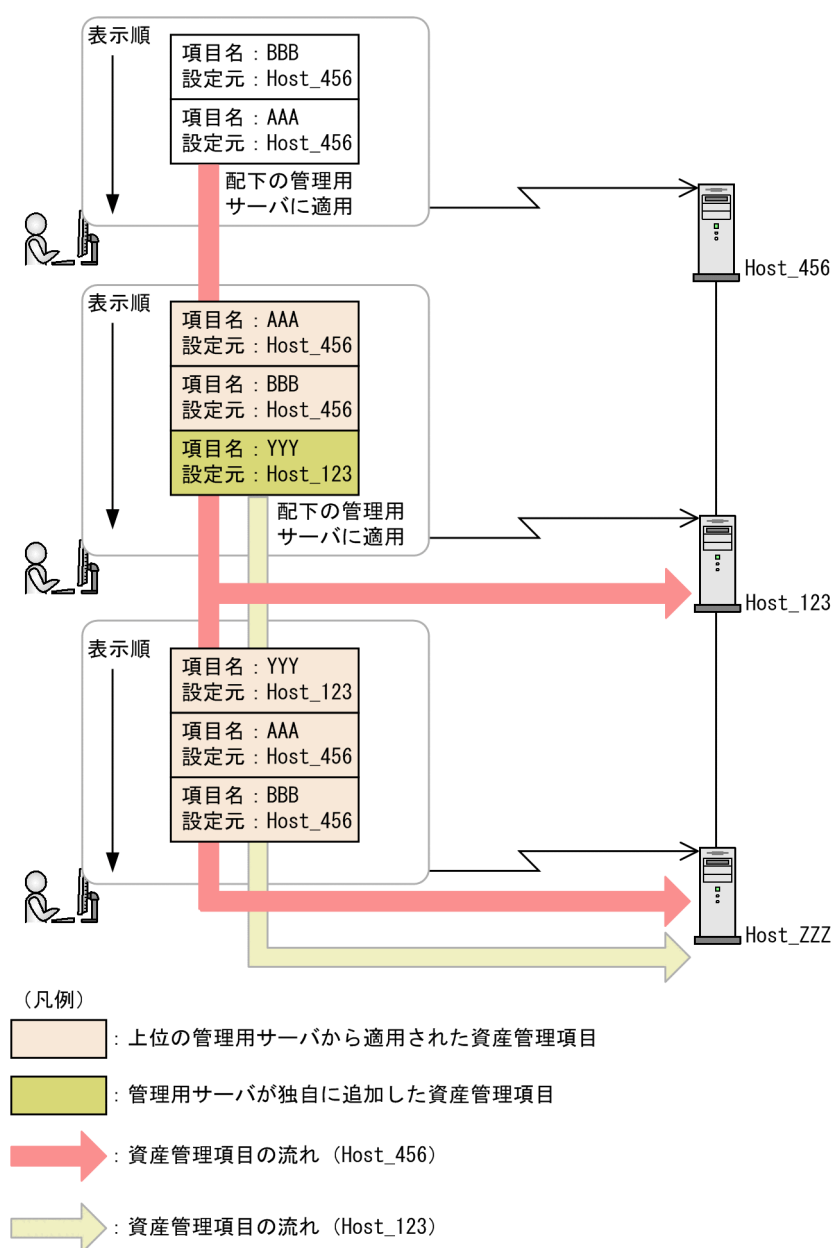 表示順
項目名：BBB
設定元：Host_456
項目名：AAA
設定元：Host_456
配下の管理用
サーバに適用
Host_456
表示順
項目名：AAA
設定元：Host_456
項目名：BBB
設定元：Host_456
項目名：YYY
設定元：Host_123
配下の管理用
サーバに適用
Host_123
表示順
項目名：YYY
設定元：Host_123
項目名：AAA
設定元：Host_456
項目名：BBB
設定元：Host_456
Host_ZZZ
（凡例）
：上位の管理用サーバから適用された資産管理項目
：管理用サーバが独自に追加した資産管理項目
：資産管理項目の流れ（Host_456）
：資産管理項目の流れ（Host_123）